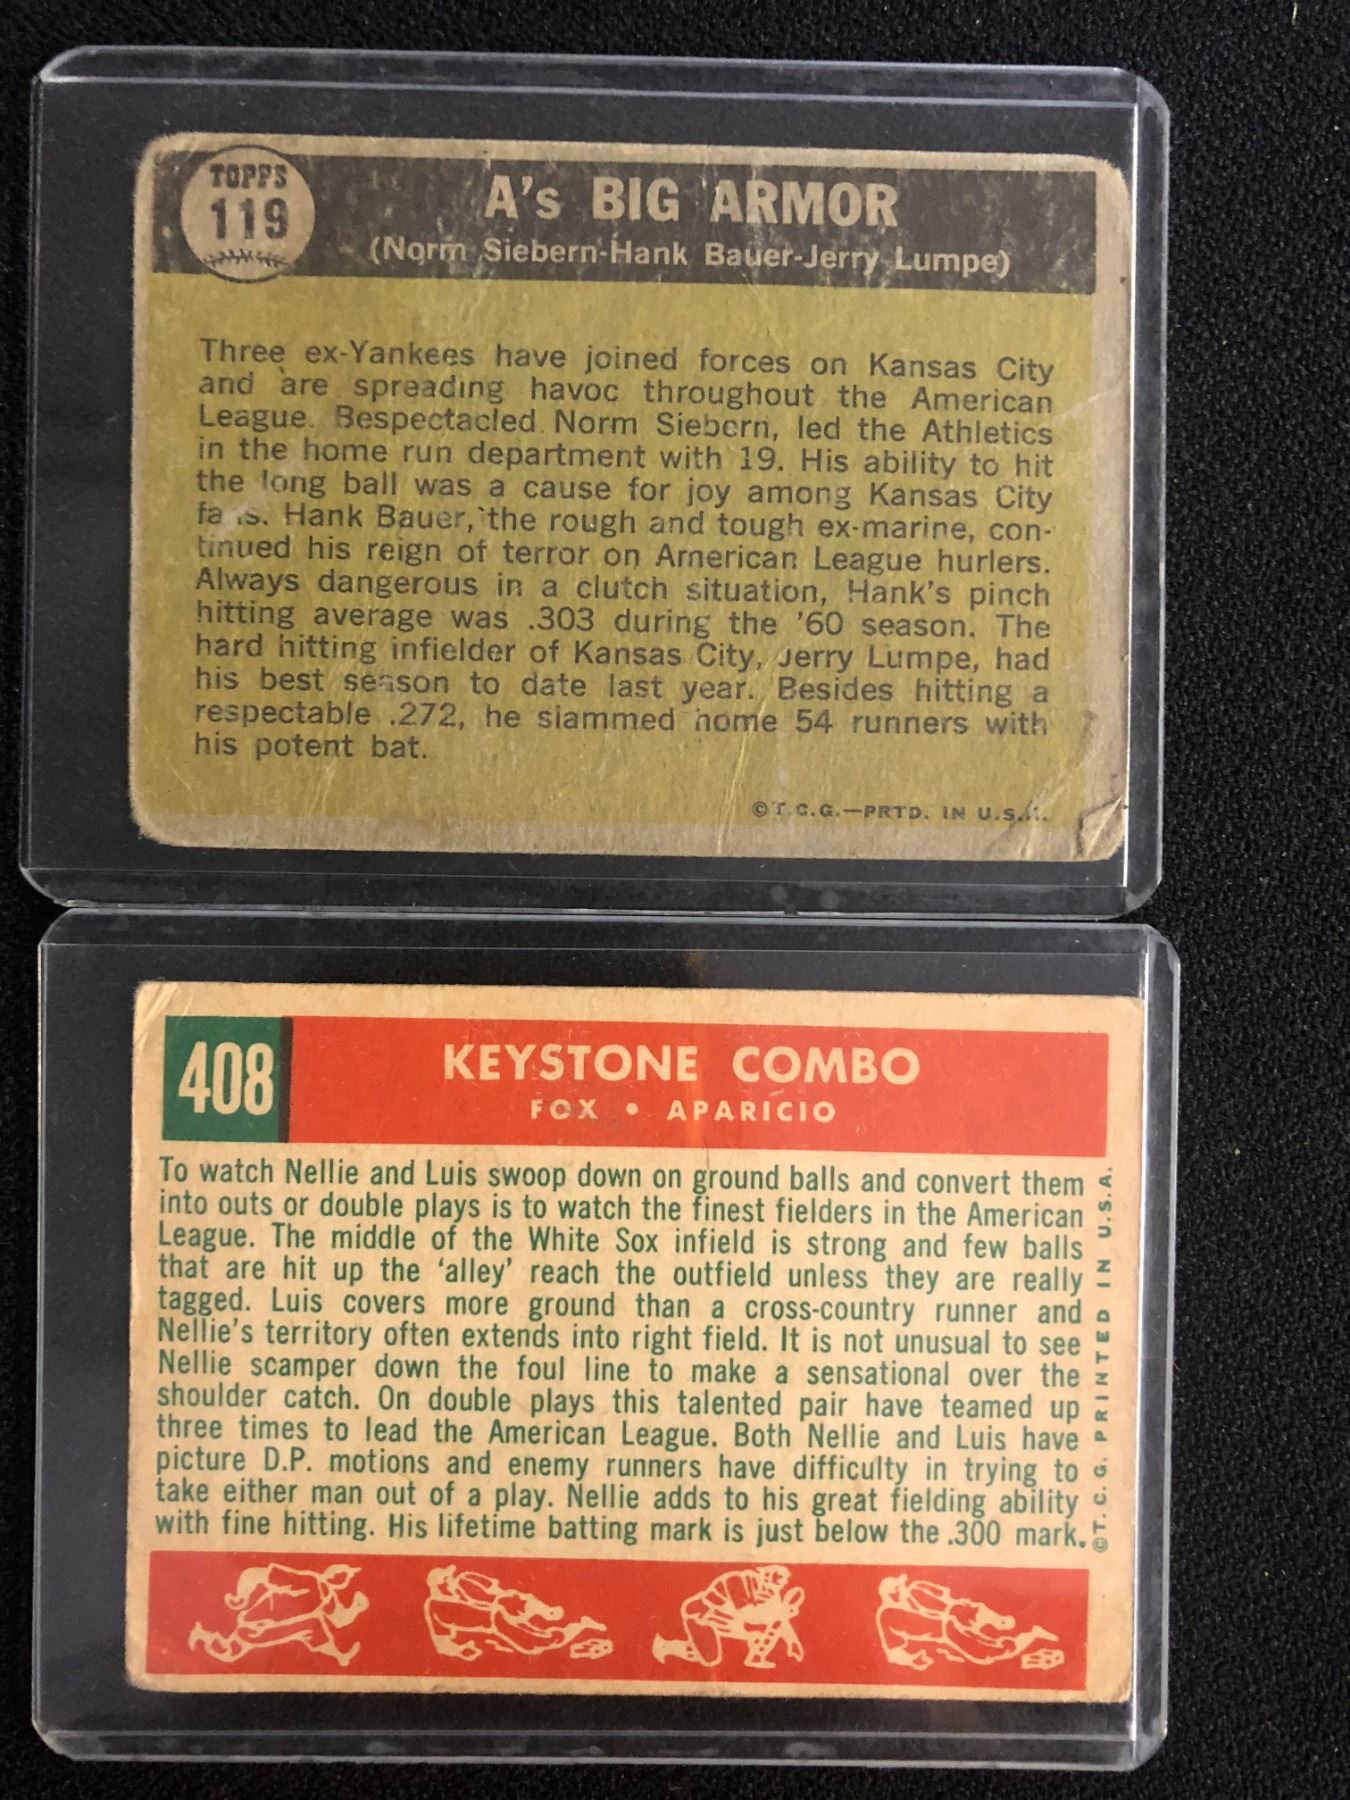 TOPPS
119
A's BIG ARMOR
(Norm Siebern-Hank Bauer-Jerry Lumpe)
Three ex-Yankees have joined forces on Kansas City
and are spreading havoc throughout the American
League. Bespectacled Norm Siebern, led the Athletics
in the home run department with 19. His ability to hit
the long ball was a cause for joy among Kansas City
fans. Hank Bauer, the rough and tough ex-marine, con-
tinued his reign of terror on American League hurlers.
Always dangerous in a clutch situation, Hank's pinch
hitting average was .303 during the '60 season. The
hard hitting infielder of Kansas City, Jerry Lumpe, had
his best season to date last year. Besides hitting a
respectable .272, he slammed home 54 runners with
his potent bat.
©T.C.G.—PRTD. IN U.S.A.
408
KEYSTONE COMBO
FOX • APARICIO
To watch Nellie and Luis swoop down on ground balls and convert them
into outs or double plays is to watch the finest fielders in the American
League. The middle of the White Sox infield is strong and few balls
that are hit up the 'alley' reach the outfield unless they are really
tagged. Luis covers more ground than a cross-country runner and
Nellie's territory often extends into right field. It is not unusual to see
Nellie scamper down the foul line to make a sensational over the
shoulder catch. On double plays this talented pair have teamed up
three times to lead the American League. Both Nellie and Luis have
picture D.P. motions and enemy runners have difficulty in trying to
take either man out of a play. Nellie adds to his great fielding ability
with fine hitting. His lifetime batting mark is just below the .300 mark.
©T.C.G. PRINTED IN U.S.A.